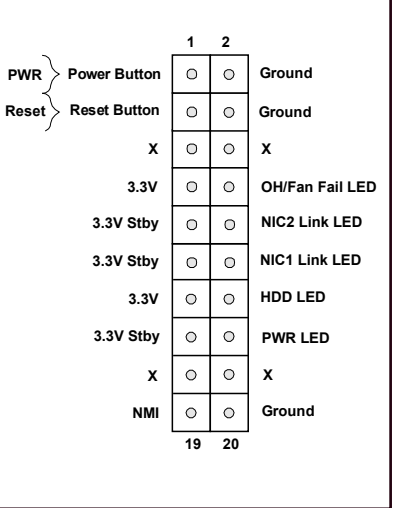 1 2
PWR Power Button Ground
Reset Reset Button Ground
X X
3.3V OH/Fan Fail LED
3.3V Stby NIC2 Link LED
3.3V Stby NIC1 Link LED
3.3V HDD LED
3.3V Stby PWR LED
X X
NMI Ground
19 20